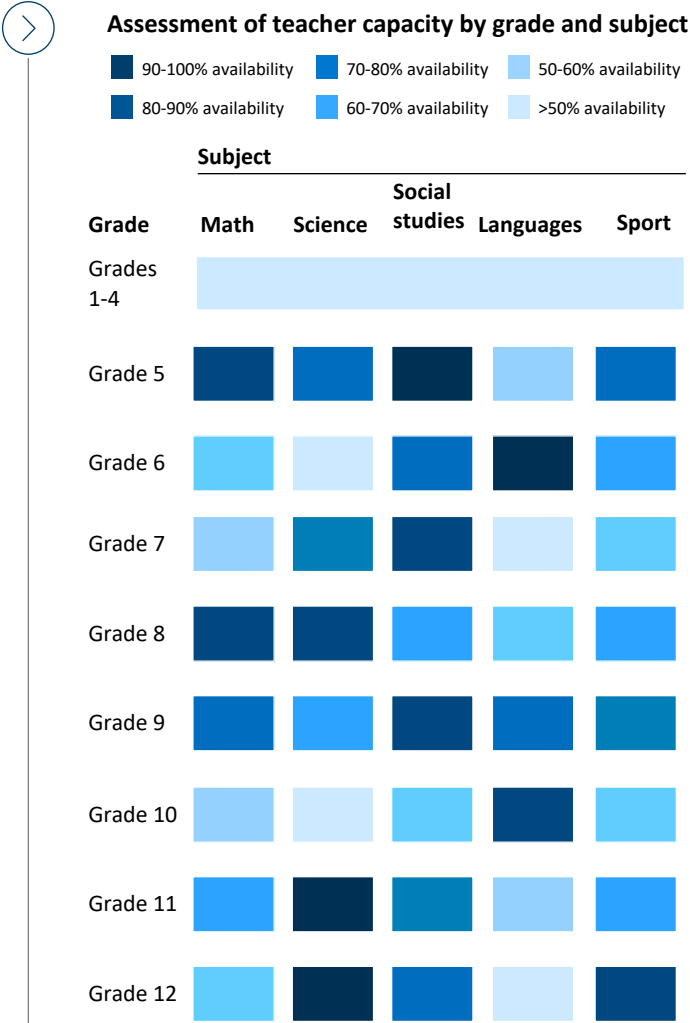 Assessment of teacher capacity by grade and subject
90-100% availability
70-80% availability
50-60% availability
80-90% availability
60-70% availability
>50% availability
Subject
Grade
Math
Science
Social
studies
Languages
Sport
Grades
1-4
Grade 5
Grade 6
Grade 7
Grade 8
Grade 9
Grade 10
Grade 11
Grade 12